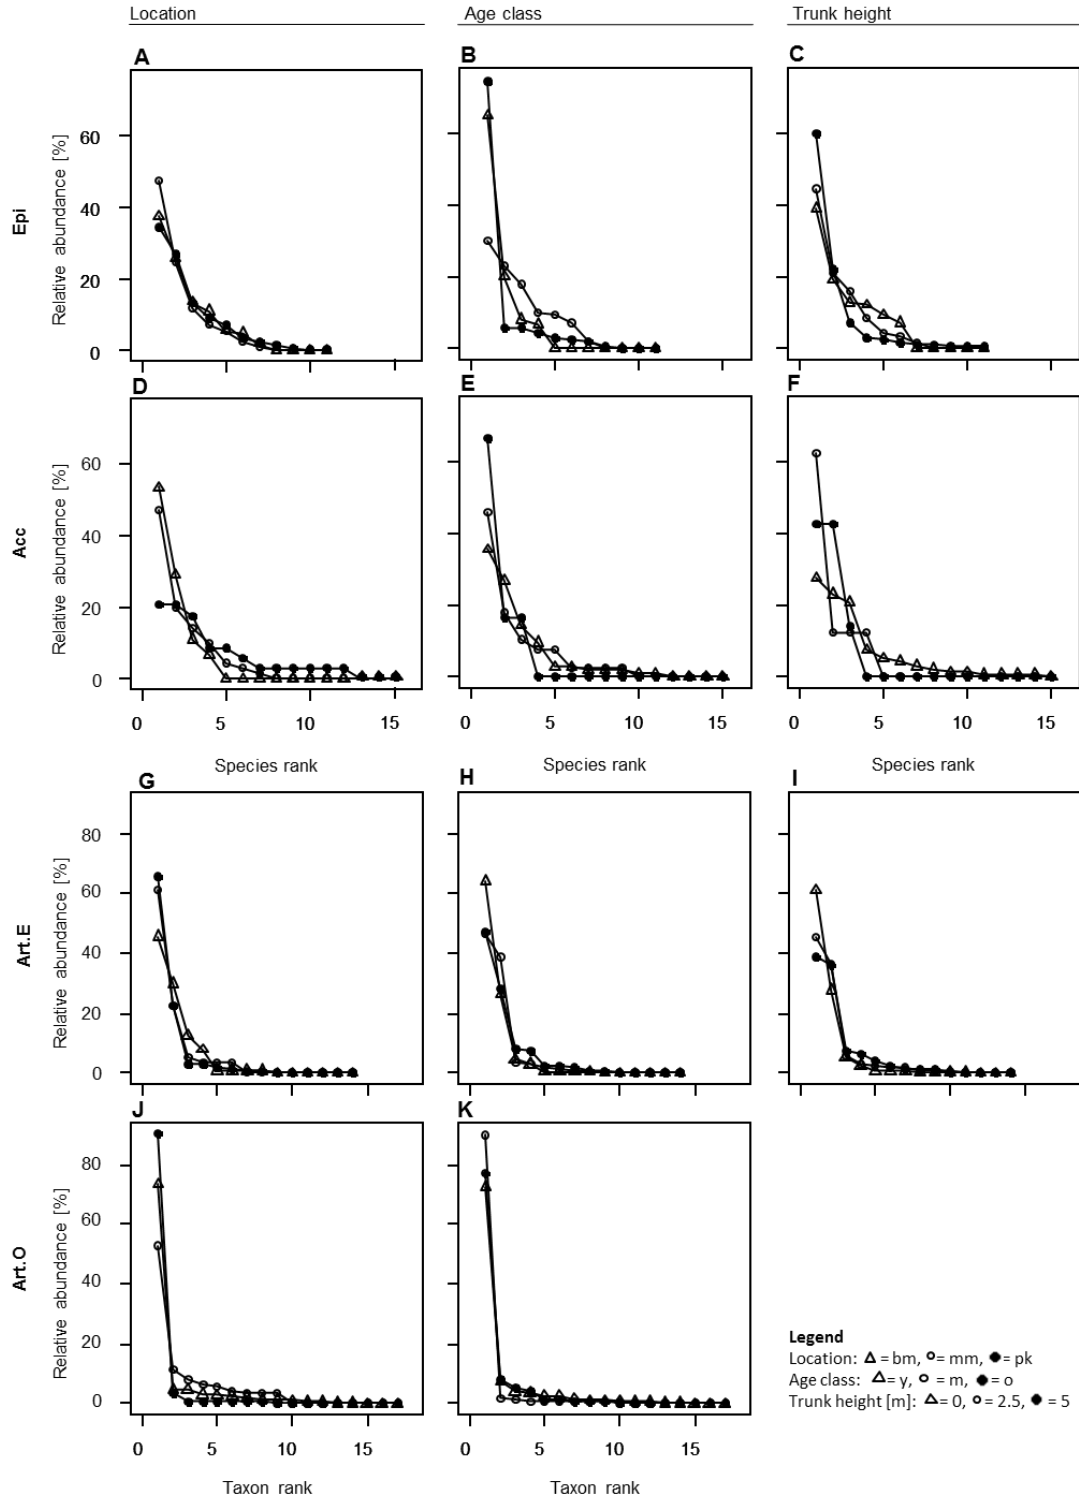 Location Age class Trunk height
A B C
Epi
Relative abundance [%]
60
40
20
0
D E F
Acc
Relative abundance [%]
60
40
20
0
0 5 10 15 0 5 10 15 0 5 10 15
Species rank Species rank Species rank
G H I
Art.E
Relative abundance [%]
80
60
40
20
0
J K
Art.O
Relative abundance [%]
80
60
40
20
0
0 5 10 15 0 5 10 15
Taxon rank Taxon rank
Legend
Location: △ = bm, ○ = mm, ● = pk
Age class: △ = y, ○ = m, ● = o
Trunk height [m]: △ = 0, ○ = 2.5, ● = 5